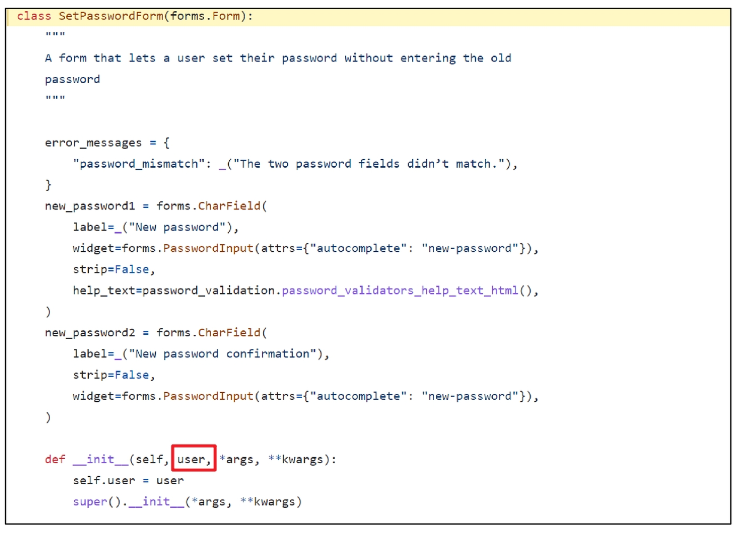 class SetPasswordForm(forms.Form):
    """
    A form that lets a user set their password without entering the old
    password
    """

    error_messages = {
        "password_mismatch": _("The two password fields didn’t match."),
    }
    new_password1 = forms.CharField(
        label=_("New password"),
        widget=forms.PasswordInput(attrs={"autocomplete": "new-password"}),
        strip=False,
        help_text=password_validation.password_validators_help_text_html(),
    )
    new_password2 = forms.CharField(
        label=_("New password confirmation"),
        strip=False,
        widget=forms.PasswordInput(attrs={"autocomplete": "new-password"}),
    )

    def __init__(self, user, *args, **kwargs):
        self.user = user
        super().__init__(*args, **kwargs)